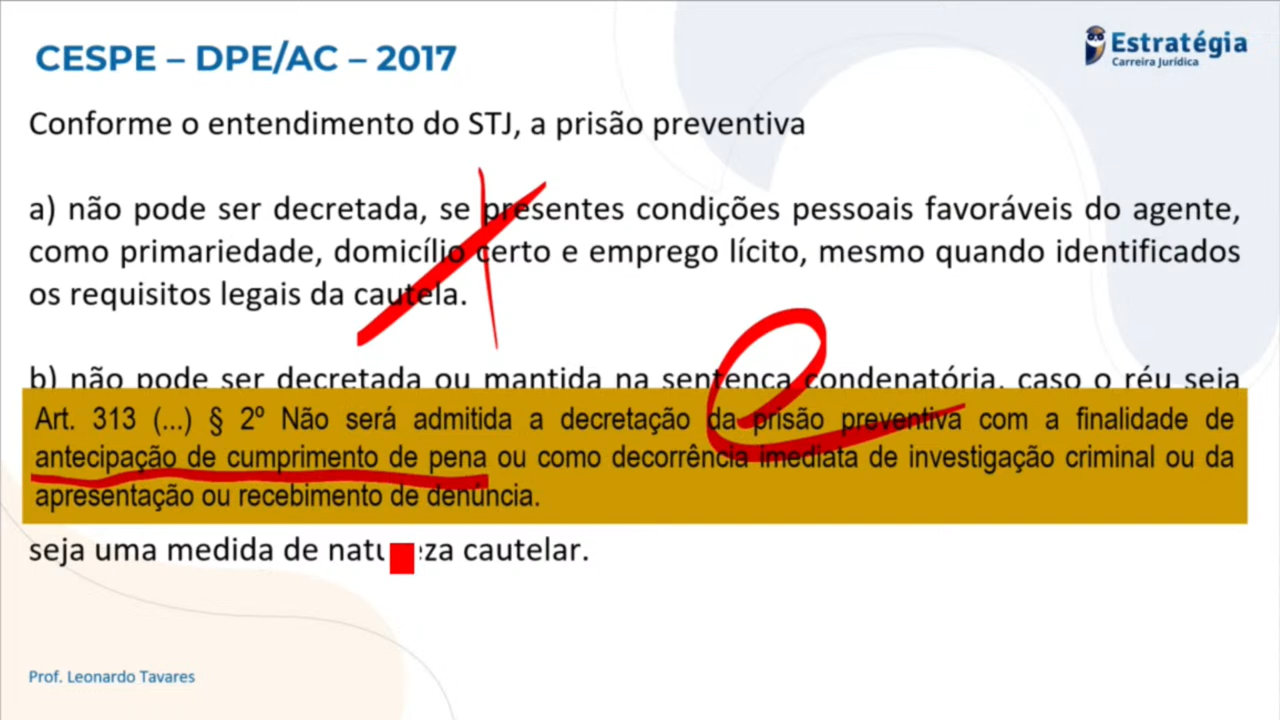 CESPE – DPE/AC – 2017
Estratégia
Carreira Jurídica
Conforme o entendimento do STJ, a prisão preventiva
a) não pode ser decretada, se presentes condições pessoais favoráveis do agente,
como primariedade, domicílio certo e emprego lícito, mesmo quando identificados
os requisitos legais da cautela.
b) não pode ser decretada ou mantida na sentença condenatória, caso o réu seja
Art. 313 (...) § 2º Não será admitida a decretação da prisão preventiva com a finalidade de
antecipação de cumprimento de pena ou como decorrência imediata de investigação criminal ou da
apresentação ou recebimento de denúncia.
seja uma medida de natureza cautelar.
Prof. Leonardo Tavares